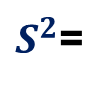 S² =